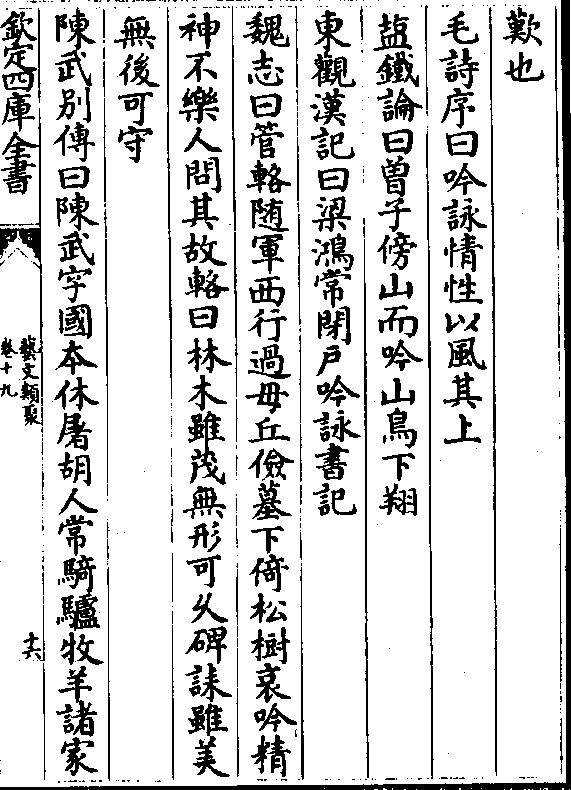 歎也
毛詩序曰吟詠情性以風其上
鹽鐵論曰曽子傍山而吟山鳥下翔
東觀漢記曰梁鴻常閉戸吟詠書記
魏志曰管輅随軍西行過毋丘儉墓下倚松樹哀吟精
神不樂人問其故輅曰林木雖茂無形可久碑誄雖美
無後可守
陳武别傳曰陳武字國本休屠胡人常騎驢牧羊諸家
欽定四庫全書
藝文類聚
卷十九
十六